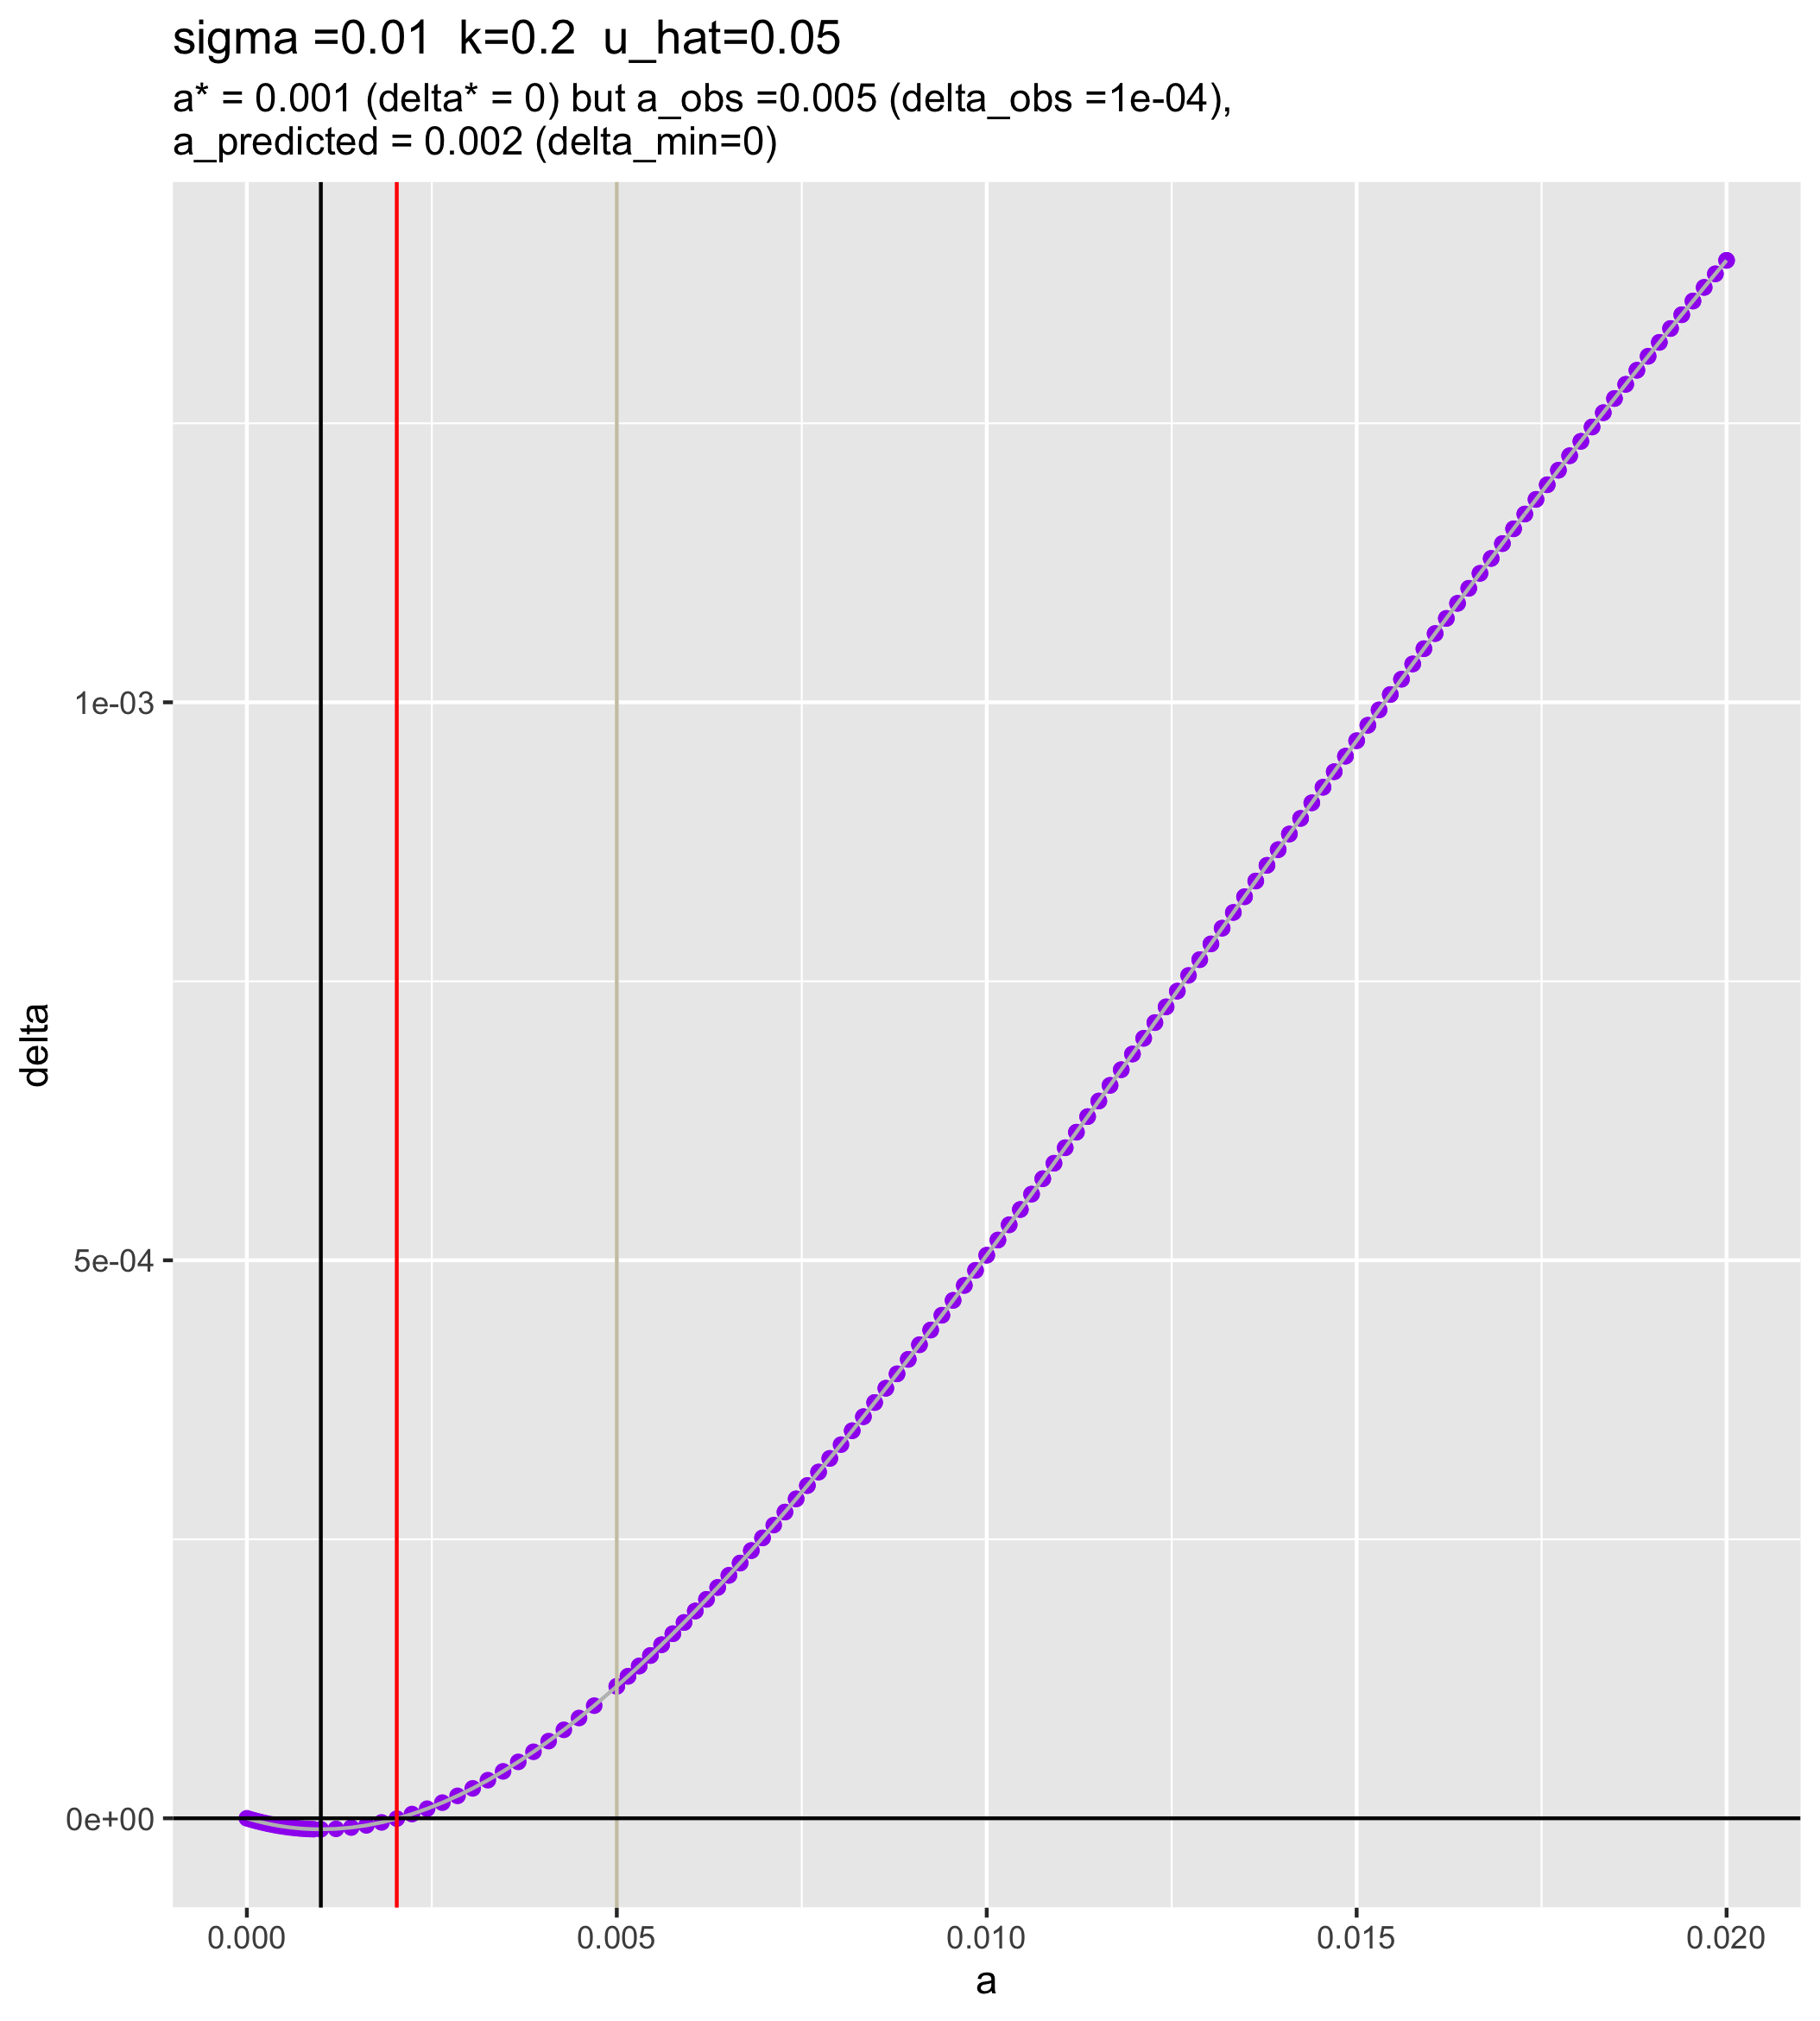 sigma =0.01  k=0.2  u_hat=0.05
a* = 0.001 (delta* = 0) but a_obs =0.005 (delta_obs =1e-04),
a_predicted = 0.002 (delta_min=0)
delta
1e-03
5e-04
0e+00
0.000
0.005
0.010
0.015
0.020
a